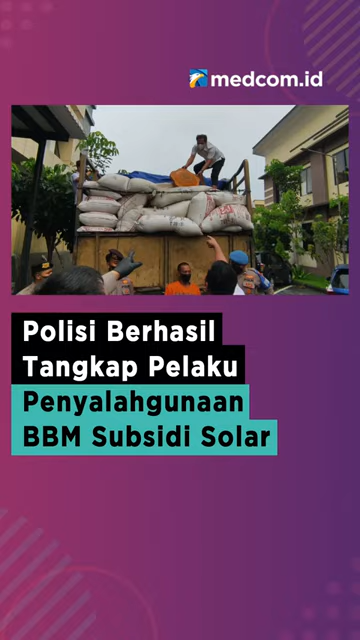 medcom.id
Polisi Berhasil
Tangkap Pelaku
Penyalahgunaan
BBM Subsidi Solar